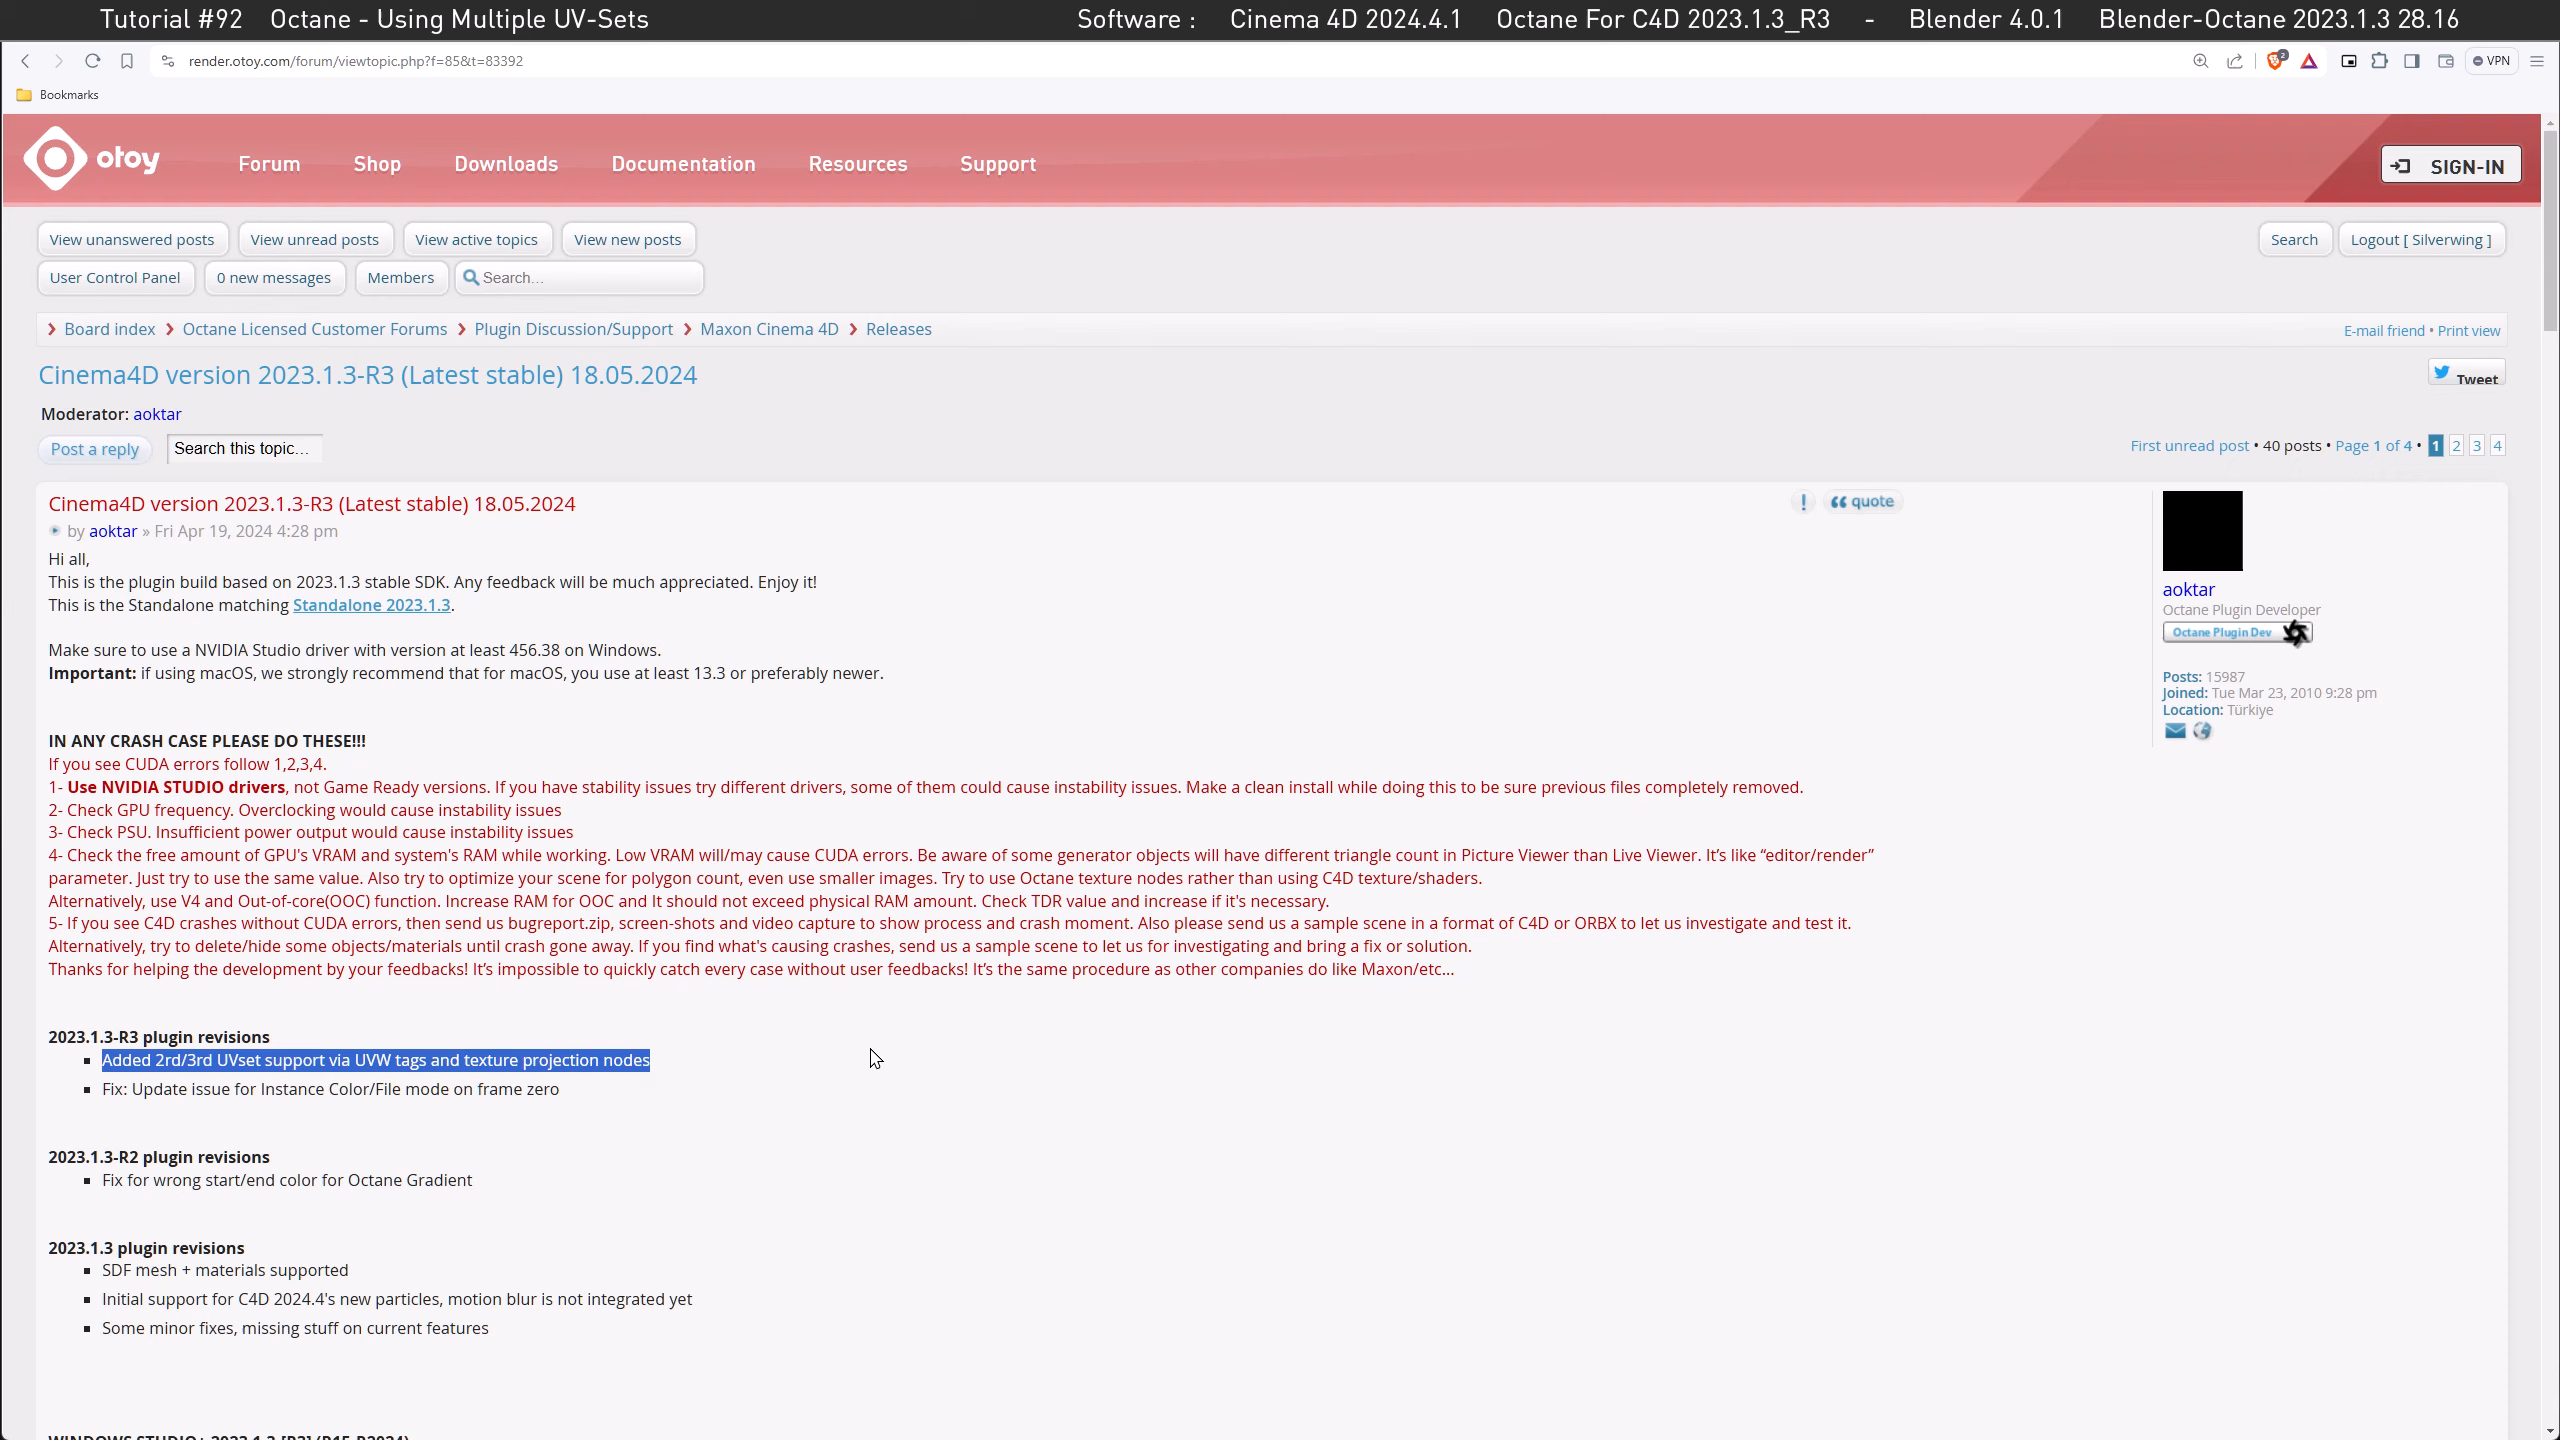 Tutorial #92 Octane - Using Multiple UV-Sets Software : Cinema 4D 2024.4.1 Octane For C4D 2023.1.3_R3 - Blender 4.0.1 Blender-Octane 2023.1.3 28.16
render.otoy.com/forum/viewtopic.php?f=85&t=83392 2 VPN
Bookmarks
otoy Forum Shop Downloads Documentation Resources Support SIGN-IN
View unanswered posts View unread posts View active topics View new posts Search Logout [ Silverwing ]
User Control Panel 0 new messages Members Search...
Board index Octane Licensed Customer Forums Plugin Discussion/Support Maxon Cinema 4D Releases E-mail friend • Print view
Cinema4D version 2023.1.3-R3 (Latest stable) 18.05.2024 Tweet
Moderator: aoktar
Post a reply Search this topic... First unread post • 40 posts • Page 1 of 4 • 1 2 3 4
Cinema4D version 2023.1.3-R3 (Latest stable) 18.05.2024 ! quote
by aoktar » Fri Apr 19, 2024 4:28 pm
Hi all,
This is the plugin build based on 2023.1.3 stable SDK. Any feedback will be much appreciated. Enjoy it!
This is the Standalone matching Standalone 2023.1.3.
Make sure to use a NVIDIA Studio driver with version at least 456.38 on Windows.
Important: if using macOS, we strongly recommend that for macOS, you use at least 13.3 or preferably newer.
aoktar
Octane Plugin Developer
Octane Plugin Dev
Posts: 15987
Joined: Tue Mar 23, 2010 9:28 pm
Location: Türkiye
IN ANY CRASH CASE PLEASE DO THESE!!!
If you see CUDA errors follow 1,2,3,4.
1- Use NVIDIA STUDIO drivers, not Game Ready versions. If you have stability issues try different drivers, some of them could cause instability issues. Make a clean install while doing this to be sure previous files completely removed.
2- Check GPU frequency. Overclocking would cause instability issues
3- Check PSU. Insufficient power output would cause instability issues
4- Check the free amount of GPU's VRAM and system's RAM while working. Low VRAM will/may cause CUDA errors. Be aware of some generator objects will have different triangle count in Picture Viewer than Live Viewer. It’s like “editor/render”
parameter. Just try to use the same value. Also try to optimize your scene for polygon count, even use smaller images. Try to use Octane texture nodes rather than using C4D texture/shaders.
Alternatively, use V4 and Out-of-core(OOC) function. Increase RAM for OOC and It should not exceed physical RAM amount. Check TDR value and increase if it's necessary.
5- If you see C4D crashes without CUDA errors, then send us bugreport.zip, screen-shots and video capture to show process and crash moment. Also please send us a sample scene in a format of C4D or ORBX to let us investigate and test it.
Alternatively, try to delete/hide some objects/materials until crash gone away. If you find what's causing crashes, send us a sample scene to let us for investigating and bring a fix or solution.
Thanks for helping the development by your feedbacks! It’s impossible to quickly catch every case without user feedbacks! It’s the same procedure as other companies do like Maxon/etc...
2023.1.3-R3 plugin revisions
Added 2rd/3rd UVset support via UVW tags and texture projection nodes
Fix: Update issue for Instance Color/File mode on frame zero
2023.1.3-R2 plugin revisions
Fix for wrong start/end color for Octane Gradient
2023.1.3 plugin revisions
SDF mesh + materials supported
Initial support for C4D 2024.4's new particles, motion blur is not integrated yet
Some minor fixes, missing stuff on current features
WINDOWS STUDIO+ 2023.1.3-[R3] (R15-R2024)